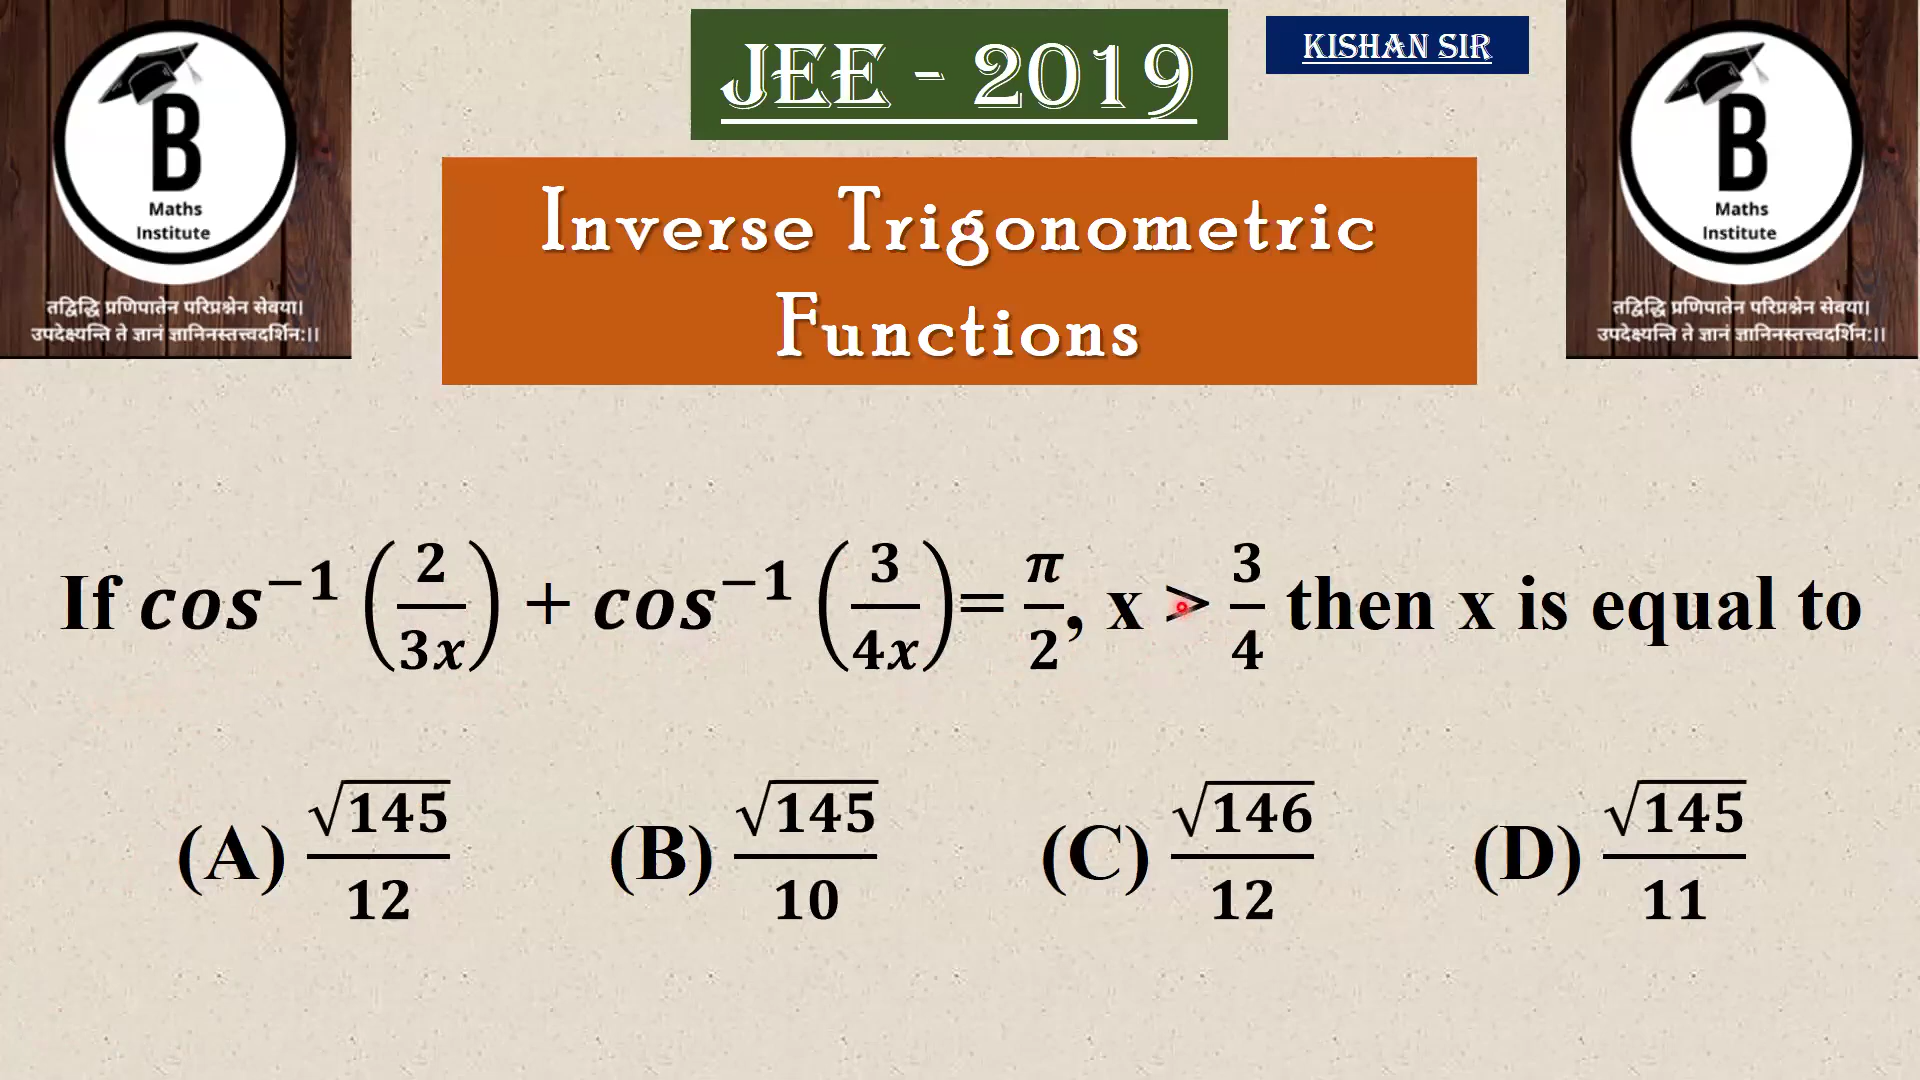 JEE - 2019
KISHAN SIR
B
Maths
Institute
तद्विद्धि प्रणिपातेन परिप्रश्नेन सेवया।
उपदेक्ष्यन्ति ते ज्ञानं ज्ञानिनस्तत्त्वदर्शिन:।।
Inverse Trigonometric
Functions
B
Maths
Institute
तद्विद्धि प्रणिपातेन परिप्रश्नेन सेवया।
उपदेक्ष्यन्ति ते ज्ञानं ज्ञानिनस्तत्त्वदर्शिन:।।
If cos⁻¹ (2/3x) + cos⁻¹ (3/4x) = π/2, x > 3/4 then x is equal to
(A) √145/12 (B) √145/10 (C) √146/12 (D) √145/11